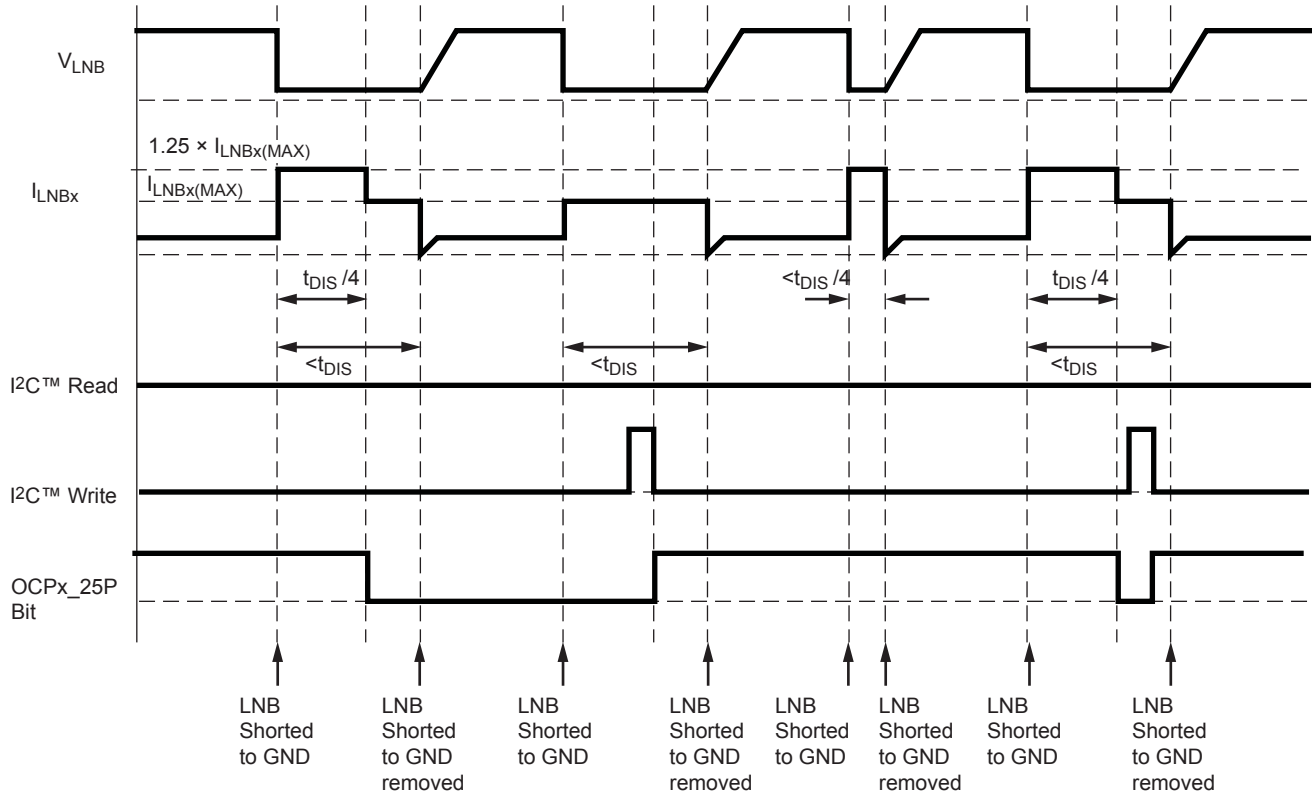 V_LNB
1.25 × I_LNBx(MAX)
I_LNBx(MAX)
I_LNBx
t_DIS /4
<t_DIS /4
t_DIS /4
<t_DIS
<t_DIS
<t_DIS
I²C™ Read
I²C™ Write
OCPx_25P
Bit
LNB
Shorted
to GND
LNB
Shorted
to GND
removed
LNB
Shorted
to GND
LNB
Shorted
to GND
removed
LNB
Shorted
to GND
LNB
Shorted
to GND
removed
LNB
Shorted
to GND
LNB
Shorted
to GND
removed